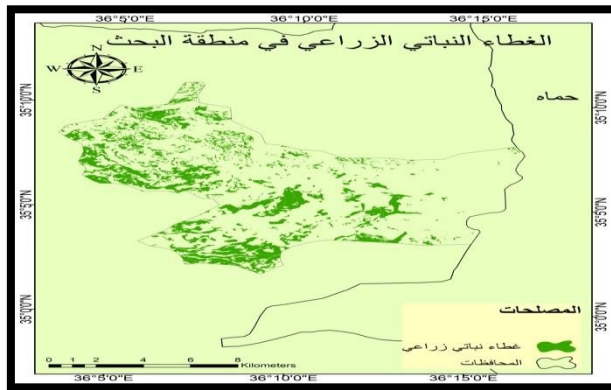 36°5'0"E 36°10'0"E 36°15'0"E
الغطاء النباتي الزراعي في منطقة البحث
N
W E
S
حماه
35°10'0"N 35°10'0"N
35°5'0"N 35°5'0"N
35°0'0"N 35°0'0"N
المصلحات
غطاء نباتي زراعي
المحافظات
0 1 2 4 6 8
Kilometers
36°5'0"E 36°10'0"E 36°15'0"E